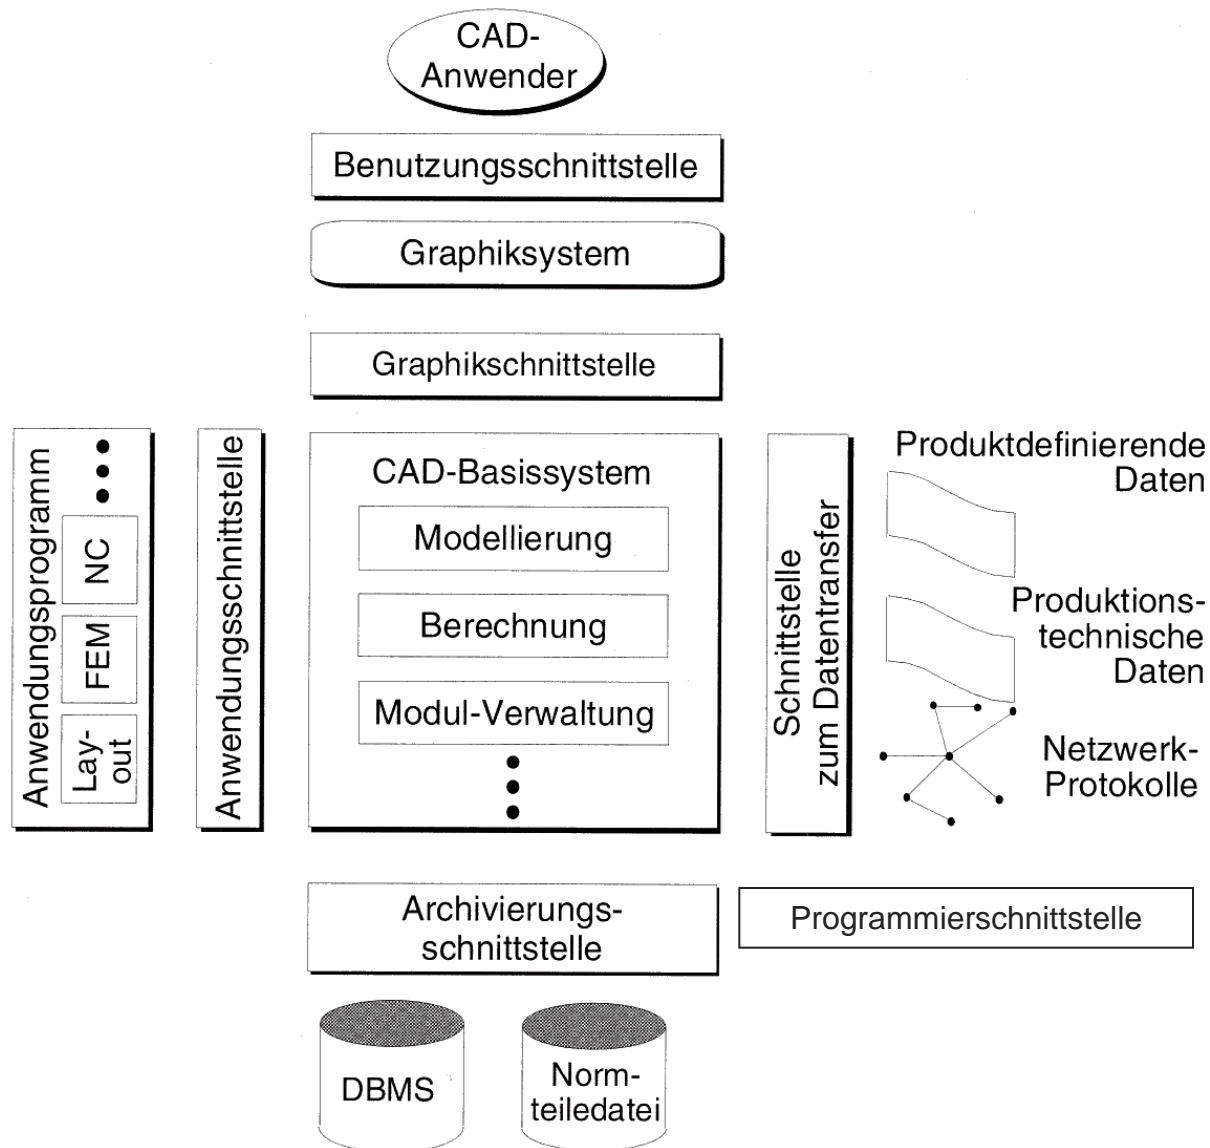 CAD-
Anwender
Benutzungsschnittstelle
Graphiksystem
Graphikschnittstelle
Anwendungsprogramm
NC
FEM
Lay-
out
Anwendungsschnittstelle
CAD-Basissystem
Modellierung
Berechnung
Modul-Verwaltung
Schnittstelle
zum Datentransfer
Produktdefinierende
Daten
Produktions-
technische
Daten
Netzwerk-
Protokolle
Archivierungs-
schnittstelle
Programmierschnittstelle
DBMS
Norm-
teiledatei